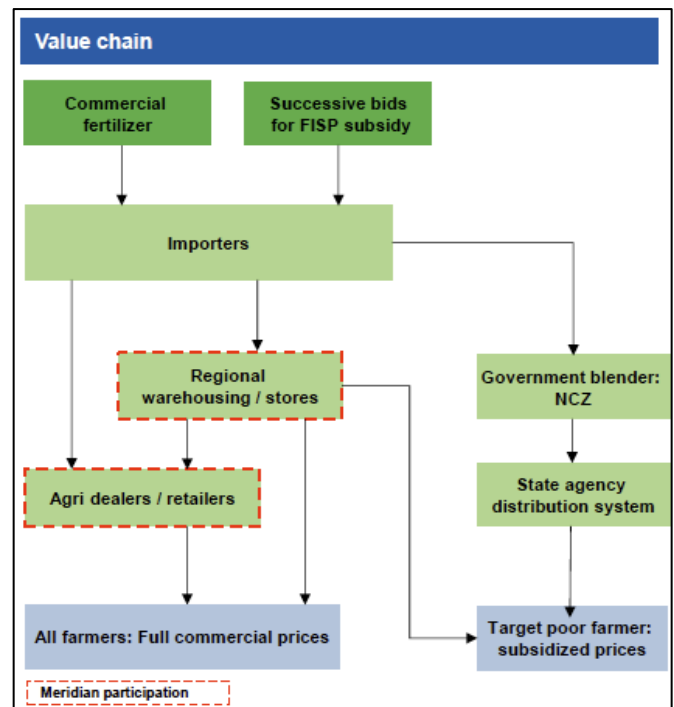 Value chain
Commercial
fertilizer
Successive bids
for FISP subsidy
Importers
Regional
warehousing / stores
Government blender:
NCZ
Agri dealers / retailers
State agency
distribution system
All farmers: Full commercial prices
Target poor farmer:
subsidized prices
Meridian participation